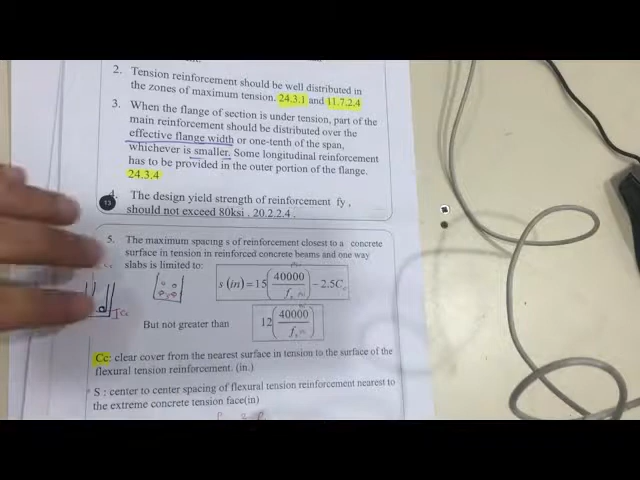 2. Tension reinforcement should be well distributed in
the zones of maximum tension. 24.3.1 and 11.7.2.4
3. When the flange of section is under tension, part of the
main reinforcement should be distributed over the
effective flange width or one-tenth of the span,
whichever is smaller. Some longitudinal reinforcement
has to be provided in the outer portion of the flange.
24.3.4
4. The design yield strength of reinforcement fy ,
13
should not exceed 80ksi . 20.2.2.4 .
5. The maximum spacing s of reinforcement closest to a concrete
surface in tension in reinforced concrete beams and one way
slabs is limited to:
s (in) = 15 ( 40000 / fs ) − 2.5Cc
Cc
But not greater than 12 ( 40000 / fs )
Cc: clear cover from the nearest surface in tension to the surface of the
flexural tension reinforcement. (in.)
S : center to center spacing of flexural tension reinforcement nearest to
the extreme concrete tension face(in)